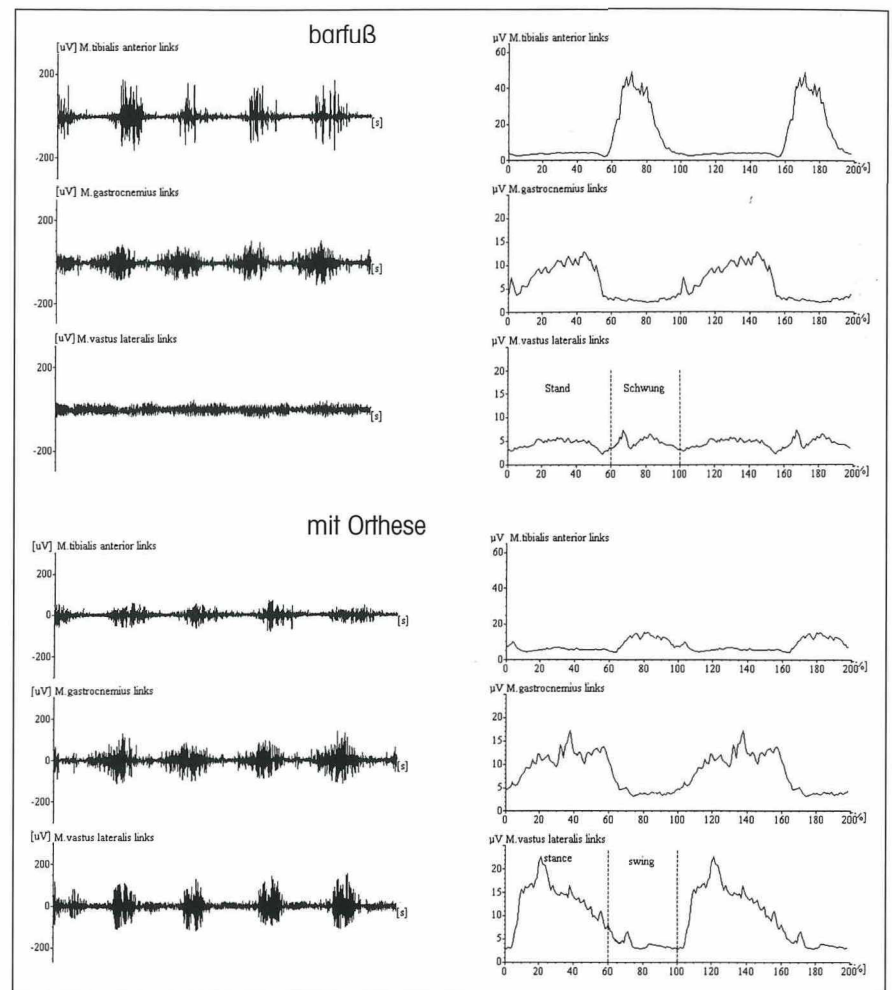 barfuß
[uV] M.tibialis anterior links
200
-200
[s]
µV M.tibialis anterior links
60
40
20
0
0 20 40 60 80 100 120 140 160 180 200%]
[uV] M.gastrocnemius links
200
0
-200
[s]
µV M.gastrocnemius links
25
20
15
10
5
0
0 20 40 60 80 100 120 140 160 180 200%]
[uV] M.vastus lateralis links
200
-200
[s]
µV M.vastus lateralis links
20
15
10
5
0
Stand Schwung
0 20 40 60 80 100 120 140 160 180 200%]
mit Orthese
[uV] M.tibialis anterior links
200
0
-200
[s]
µV M.tibialis anterior links
60
40
20
0
0 20 40 60 80 100 120 140 160 180 200%]
[uV] M.gastrocnemius links
200
0
-200
[s]
µV M.gastrocnemius links
20
15
10
5
0
0 20 40 60 80 100 120 140 160 180 200%]
[uV] M.vastus lateralis links
200
0
-200
[s]
µV M.vastus lateralis links
25
20
15
10
5
0
stance swing
0 20 40 60 80 100 120 140 160 180 200%]